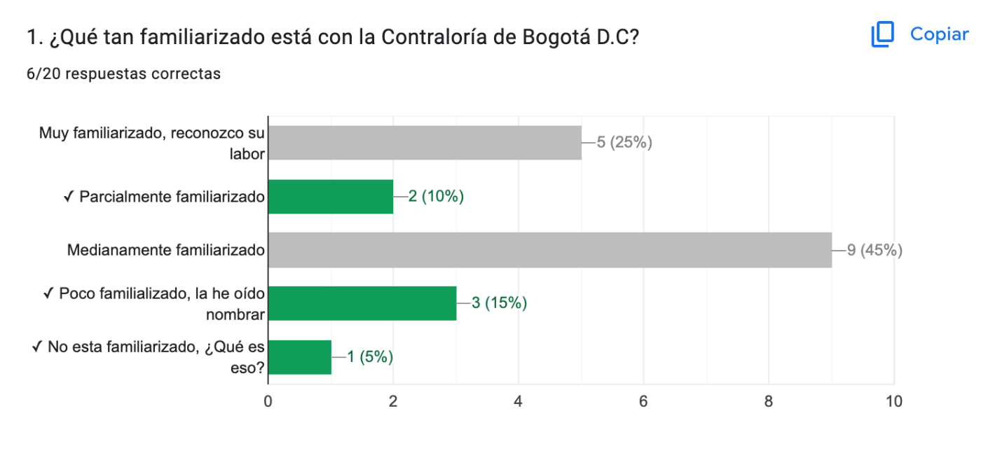 1. ¿Qué tan familiarizado está con la Contraloría de Bogotá D.C?
Copiar
6/20 respuestas correctas
Muy familiarizado, reconozco su
labor
5 (25%)
✓ Parcialmente familiarizado
2 (10%)
Medianamente familiarizado
9 (45%)
✓ Poco familializado, la he oído
nombrar
3 (15%)
✓ No esta familiarizado, ¿Qué es
eso?
1 (5%)
0 2 4 6 8 10